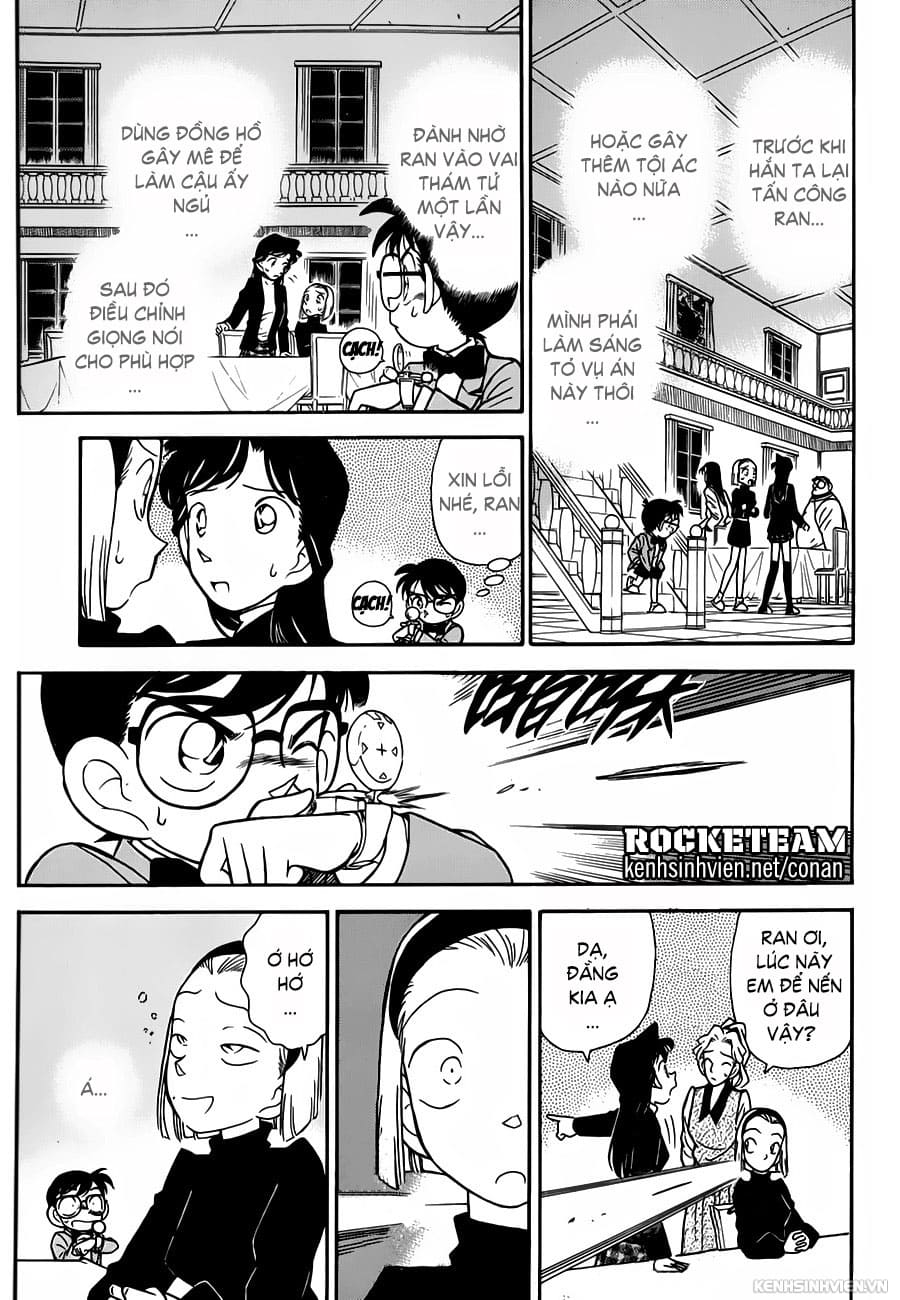 TRƯỚC KHI
HẮN TA LẠI
TẤN CÔNG
RAN...
HOẶC GÂY
THÊM TỘI ÁC
NÀO NỮA
...
MÌNH PHẢI
LÀM SÁNG
TỎ VỤ ÁN
NÀY THÔI
...
ĐÀNH NHỜ
RAN VÀO VAI
THÁM TỬ
MỘT LẦN
VẬY...
DÙNG ĐỒNG HỒ
GÂY MÊ ĐỂ
LÀM CẬU ẤY
NGỦ
...
SAU ĐÓ
ĐIỀU CHỈNH
GIỌNG NÓI
CHO PHÙ HỢP
...
CẠCH!
XIN LỖI
NHÉ, RAN
...
CẠCH!
ROCKETEAM
kenhsinhvien.net/conan
RAN ƠI,
LÚC NÀY
EM ĐỂ NẾN
Ở ĐÂU
VẬY?
DẠ,
ĐẰNG
KIA Ạ
...
Ớ HỚ
HỚ
...
Á...
KENHSINHVIEN.VN